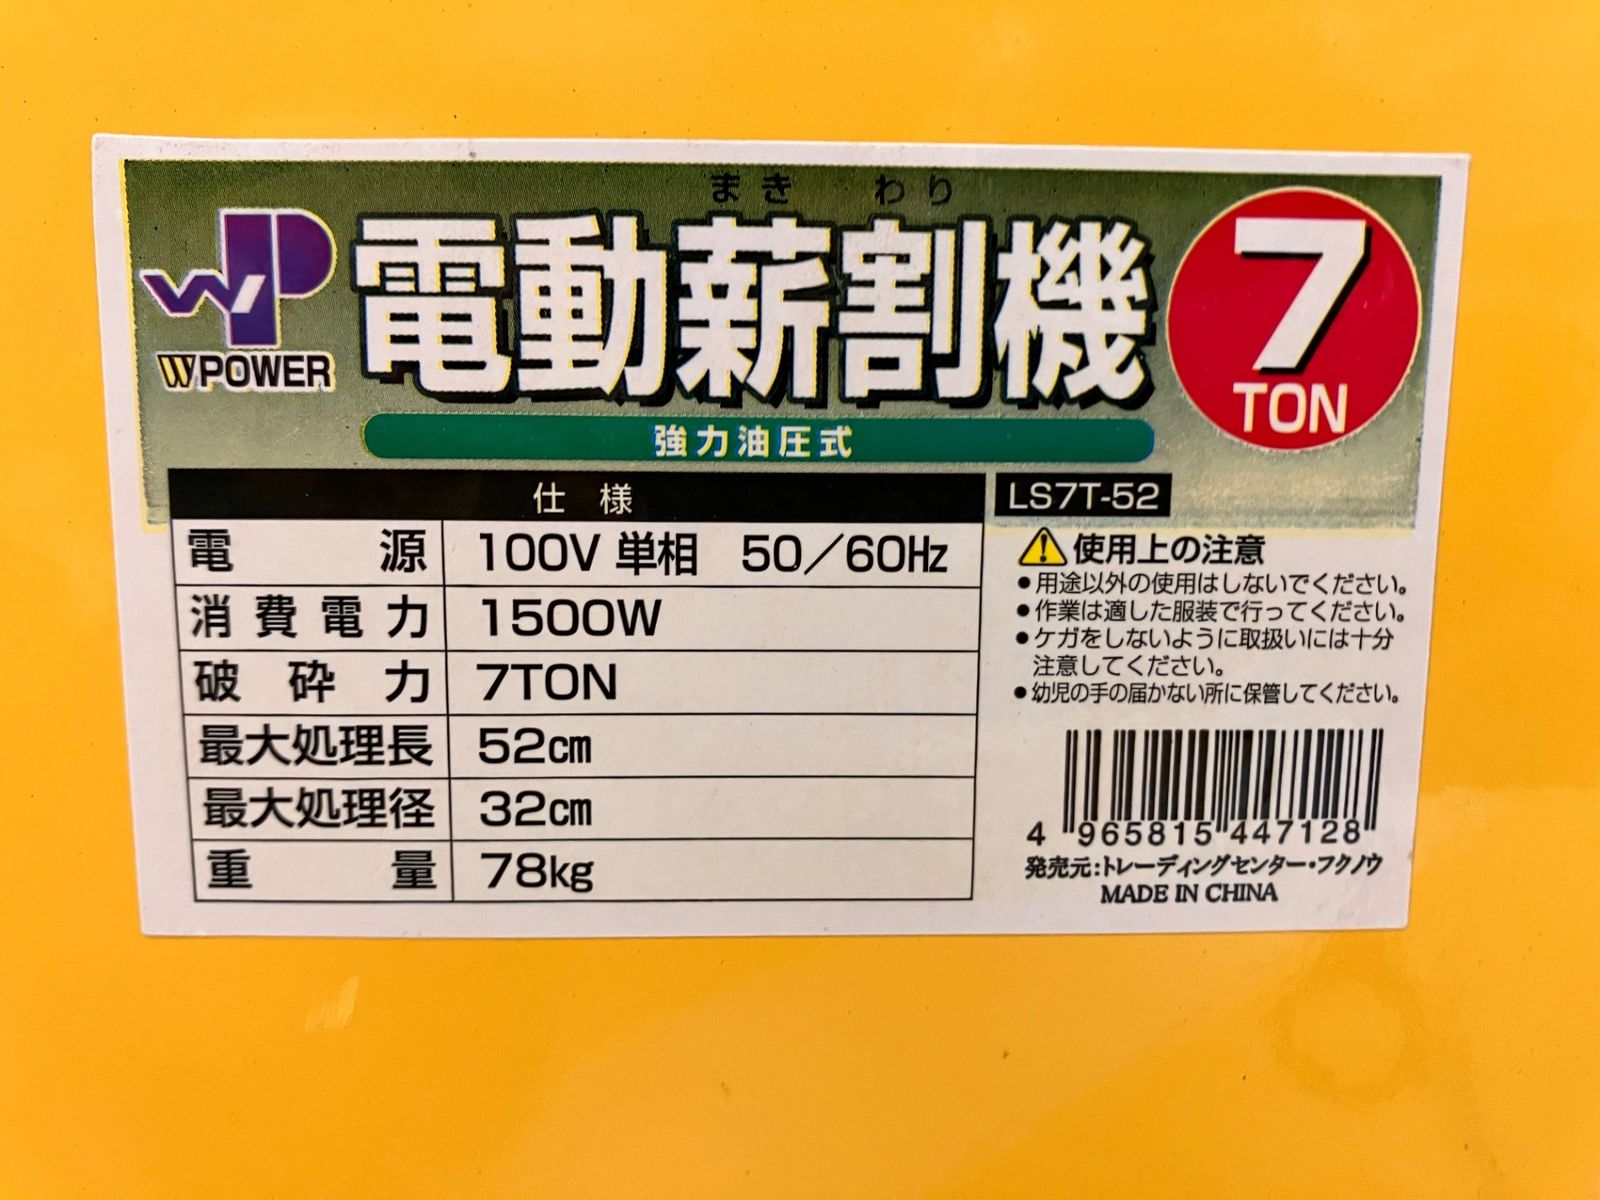 まき わり
電動薪割機
WP
W POWER
7
TON
強力油圧式
仕様
電源 100V 単相 50/60Hz
消費電力 1500W
破砕力 7TON
最大処理長 52cm
最大処理径 32cm
重量 78kg
LS7T-52
使用上の注意
●用途以外の使用はしないでください。
●作業は適した服装で行ってください。
●ケガをしないように取扱いには十分
注意してください。
●幼児の手の届かない所に保管してください。
4 965815 447128
発売元:トレーディングセンター・フクノウ
MADE IN CHINA